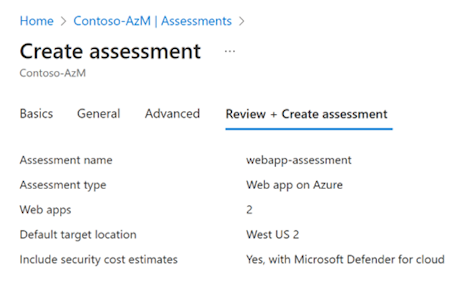 Home > Contoso-AzM | Assessments >
Create assessment ...
Contoso-AzM
Basics General Advanced Review + Create assessment
Assessment name webapp-assessment
Assessment type Web app on Azure
Web apps 2
Default target location West US 2
Include security cost estimates Yes, with Microsoft Defender for cloud